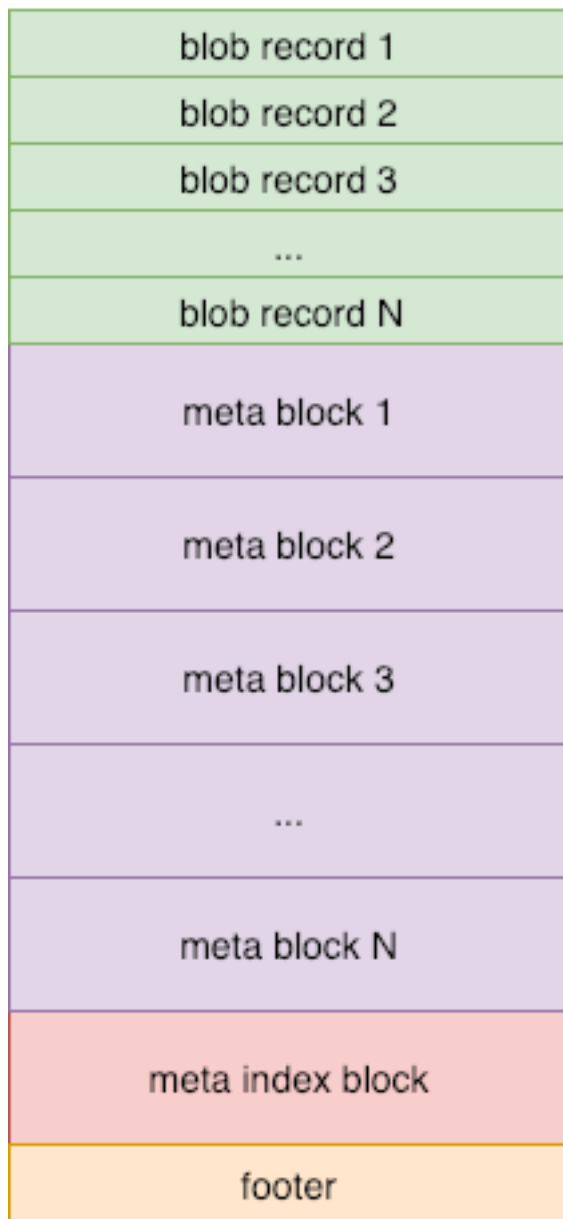 blob record 1
blob record 2
blob record 3
...
blob record N
meta block 1
meta block 2
meta block 3
...
meta block N
meta index block
footer